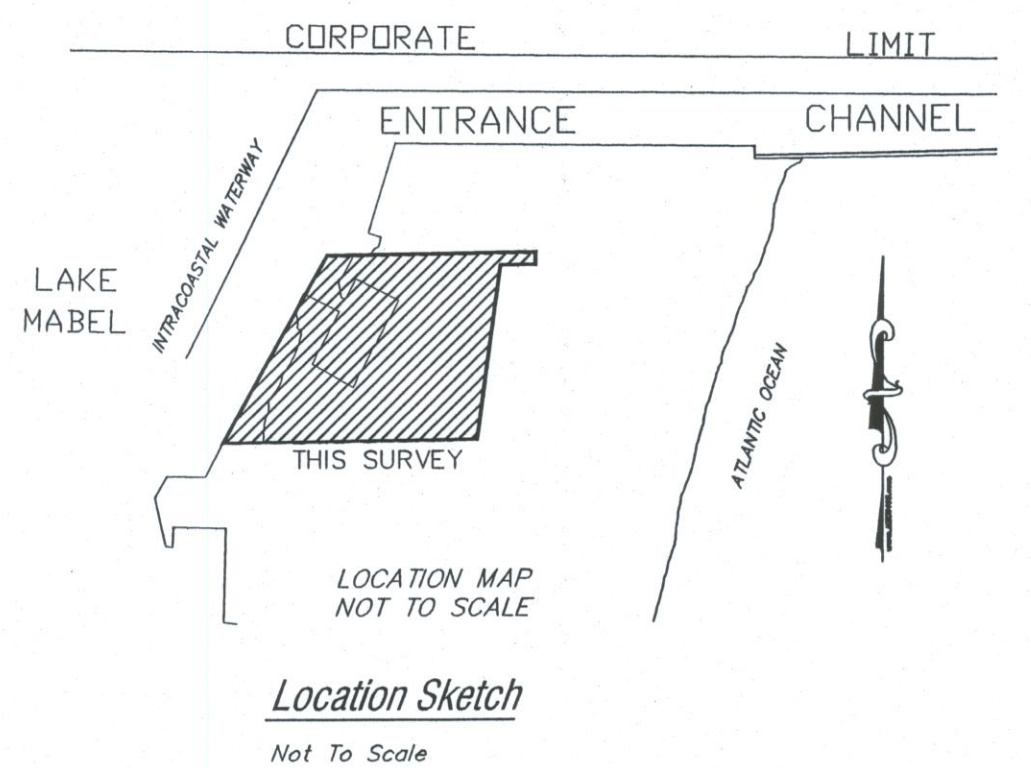 CORPORATE LIMIT
ENTRANCE CHANNEL
INTRACOASTAL WATERWAY
LAKE
MABEL
ATLANTIC OCEAN
THIS SURVEY
LOCATION MAP
NOT TO SCALE
Location Sketch
Not To Scale